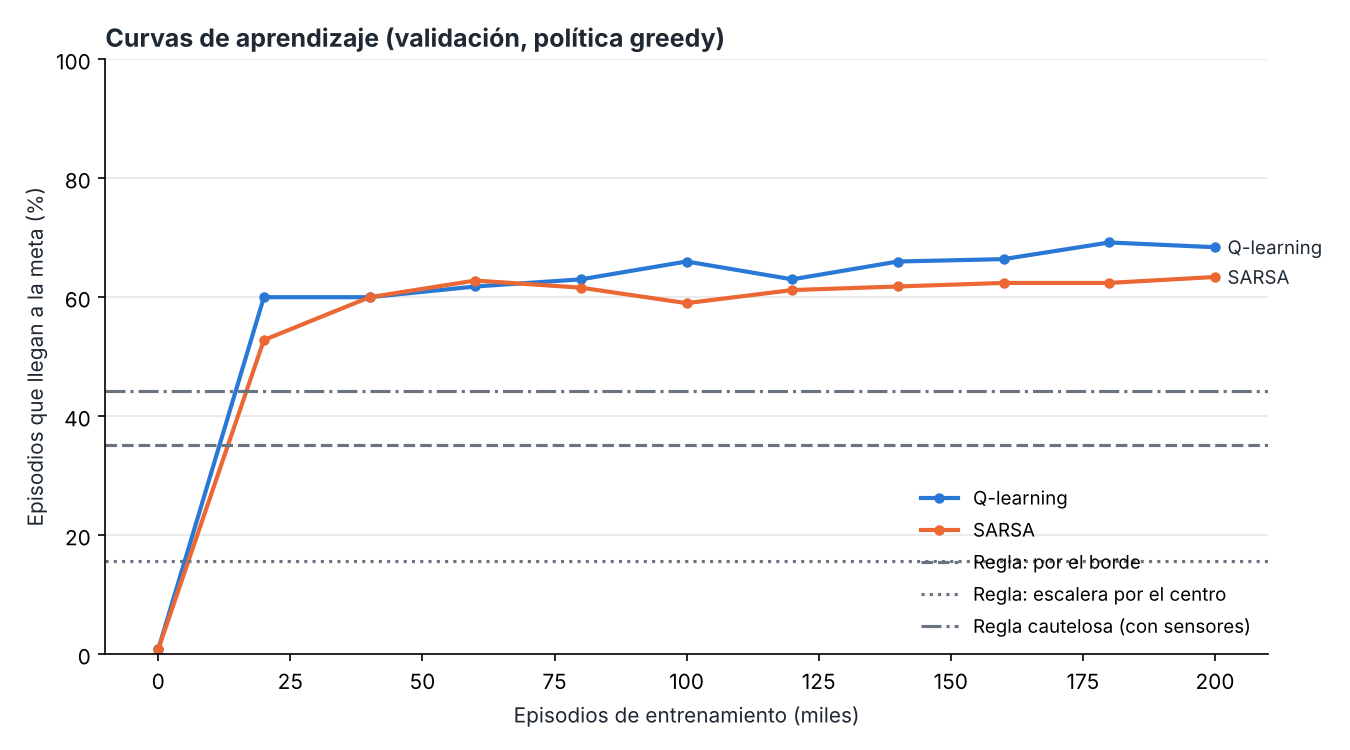 Curvas de aprendizaje (validación, política greedy)
Episodios que llegan a la meta (%)
100
80
60
40
20
0
Q-learning
SARSA
Q-learning
SARSA
Regla: por el borde
Regla: escalera por el centro
Regla cautelosa (con sensores)
0 25 50 75 100 125 150 175 200
Episodios de entrenamiento (miles)